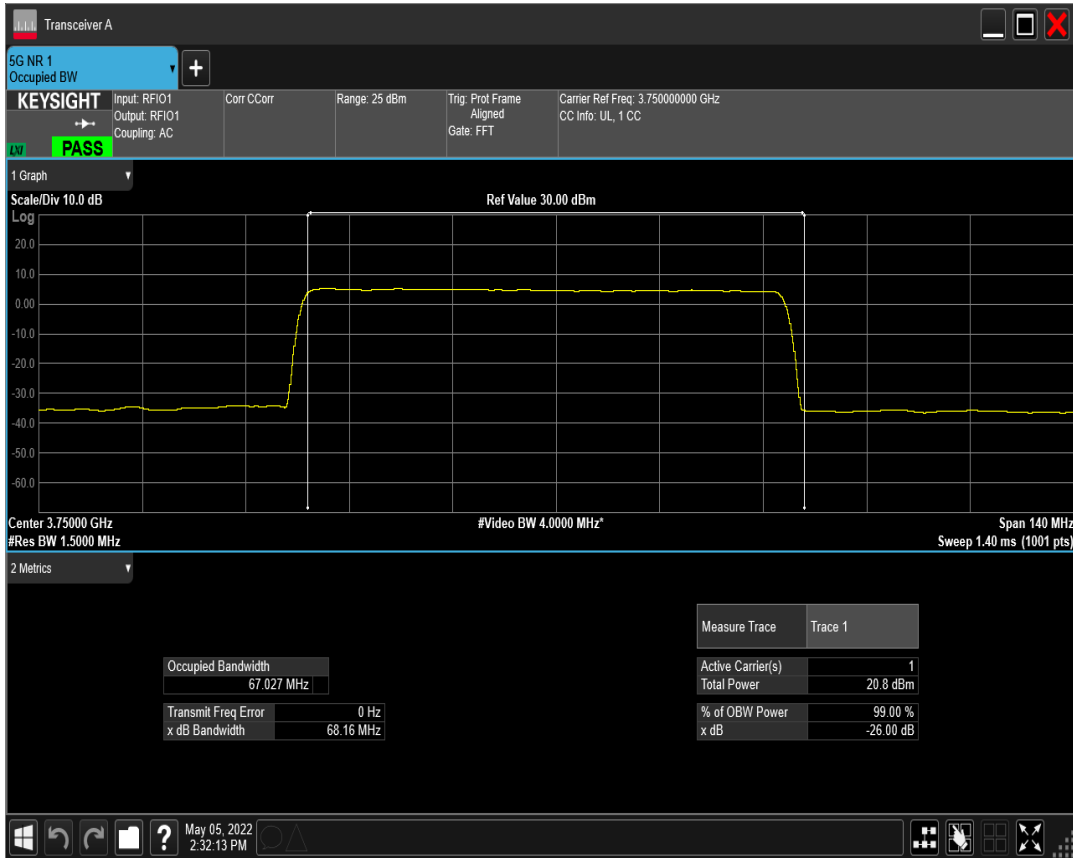 Transceiver A
5G NR 1
Occupied BW
KEYSIGHT
LXI
PASS
Input: RFIO1
Output: RFIO1
Coupling: AC
Corr CCorr
Range: 25 dBm
Trig: Prot Frame
Aligned
Gate: FFT
Carrier Ref Freq: 3.750000000 GHz
CC Info: UL, 1 CC
1 Graph
Scale/Div 10.0 dB
Ref Value 30.00 dBm
Log
20.0
10.0
0.00
-10.0
-20.0
-30.0
-40.0
-50.0
-60.0
Center 3.75000 GHz
#Video BW 4.0000 MHz*
Span 140 MHz
#Res BW 1.5000 MHz
Sweep 1.40 ms (1001 pts)
2 Metrics
Measure Trace Trace 1
Occupied Bandwidth
67.027 MHz
Active Carrier(s) 1
Total Power 20.8 dBm
Transmit Freq Error 0 Hz
x dB Bandwidth 68.16 MHz
% of OBW Power 99.00 %
x dB -26.00 dB
?
May 05, 2022
2:32:13 PM